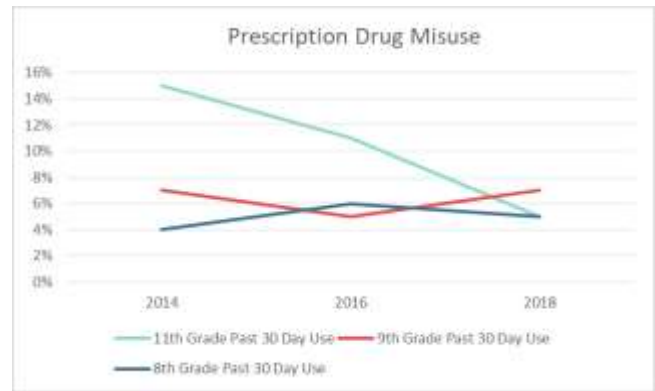 Prescription Drug Misuse
16%
14%
12%
10%
8%
6%
4%
2%
0%
2014 2016 2018
11th Grade Past 30 Day Use 9th Grade Past 30 Day Use
8th Grade Past 30 Day Use